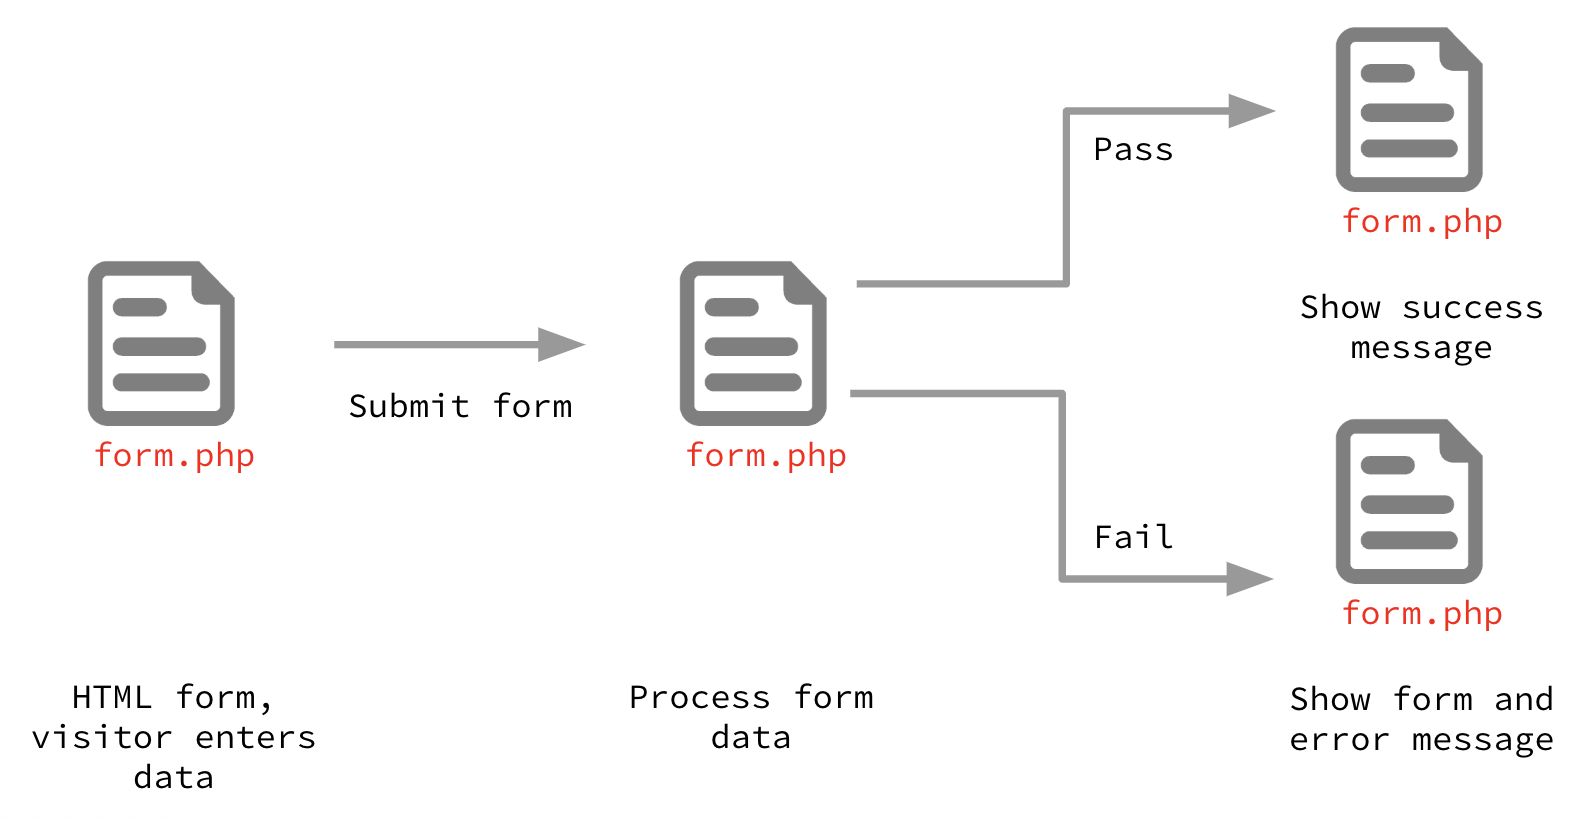 form.php
HTML form,
visitor enters
data
Submit form
form.php
Process form
data
Pass
form.php
Show success
message
Fail
form.php
Show form and
error message